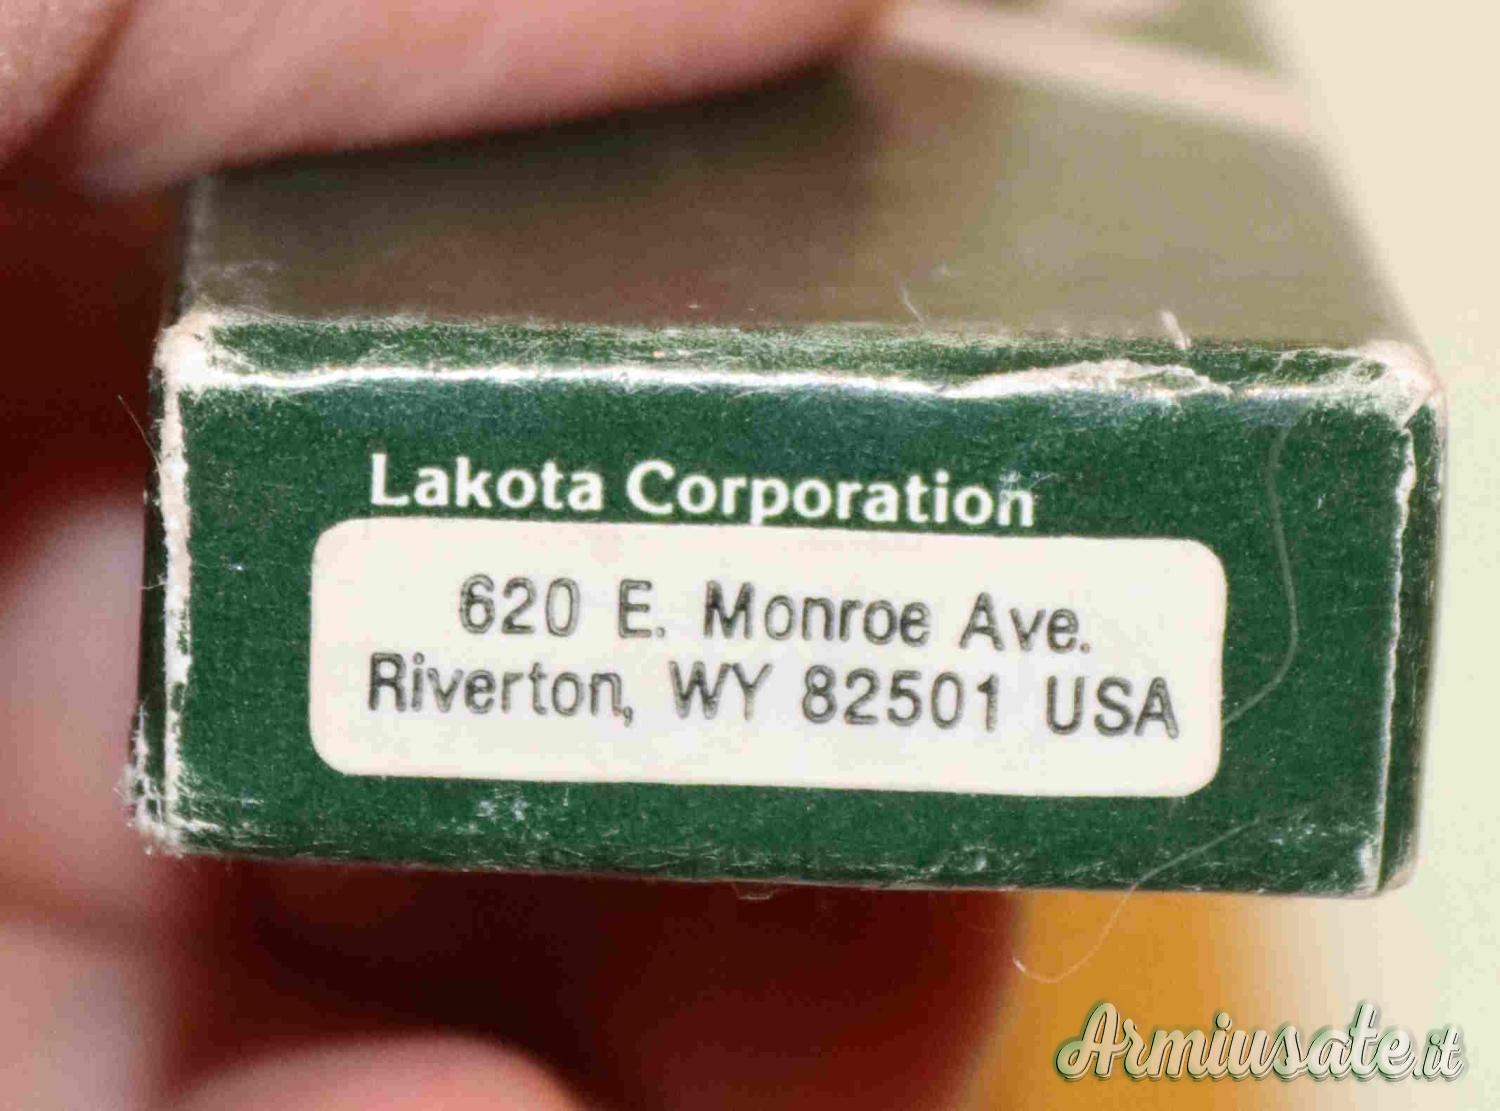 Lakota Corporation
620 E. Monroe Ave.
Riverton, WY 82501 USA
Armiusate.it